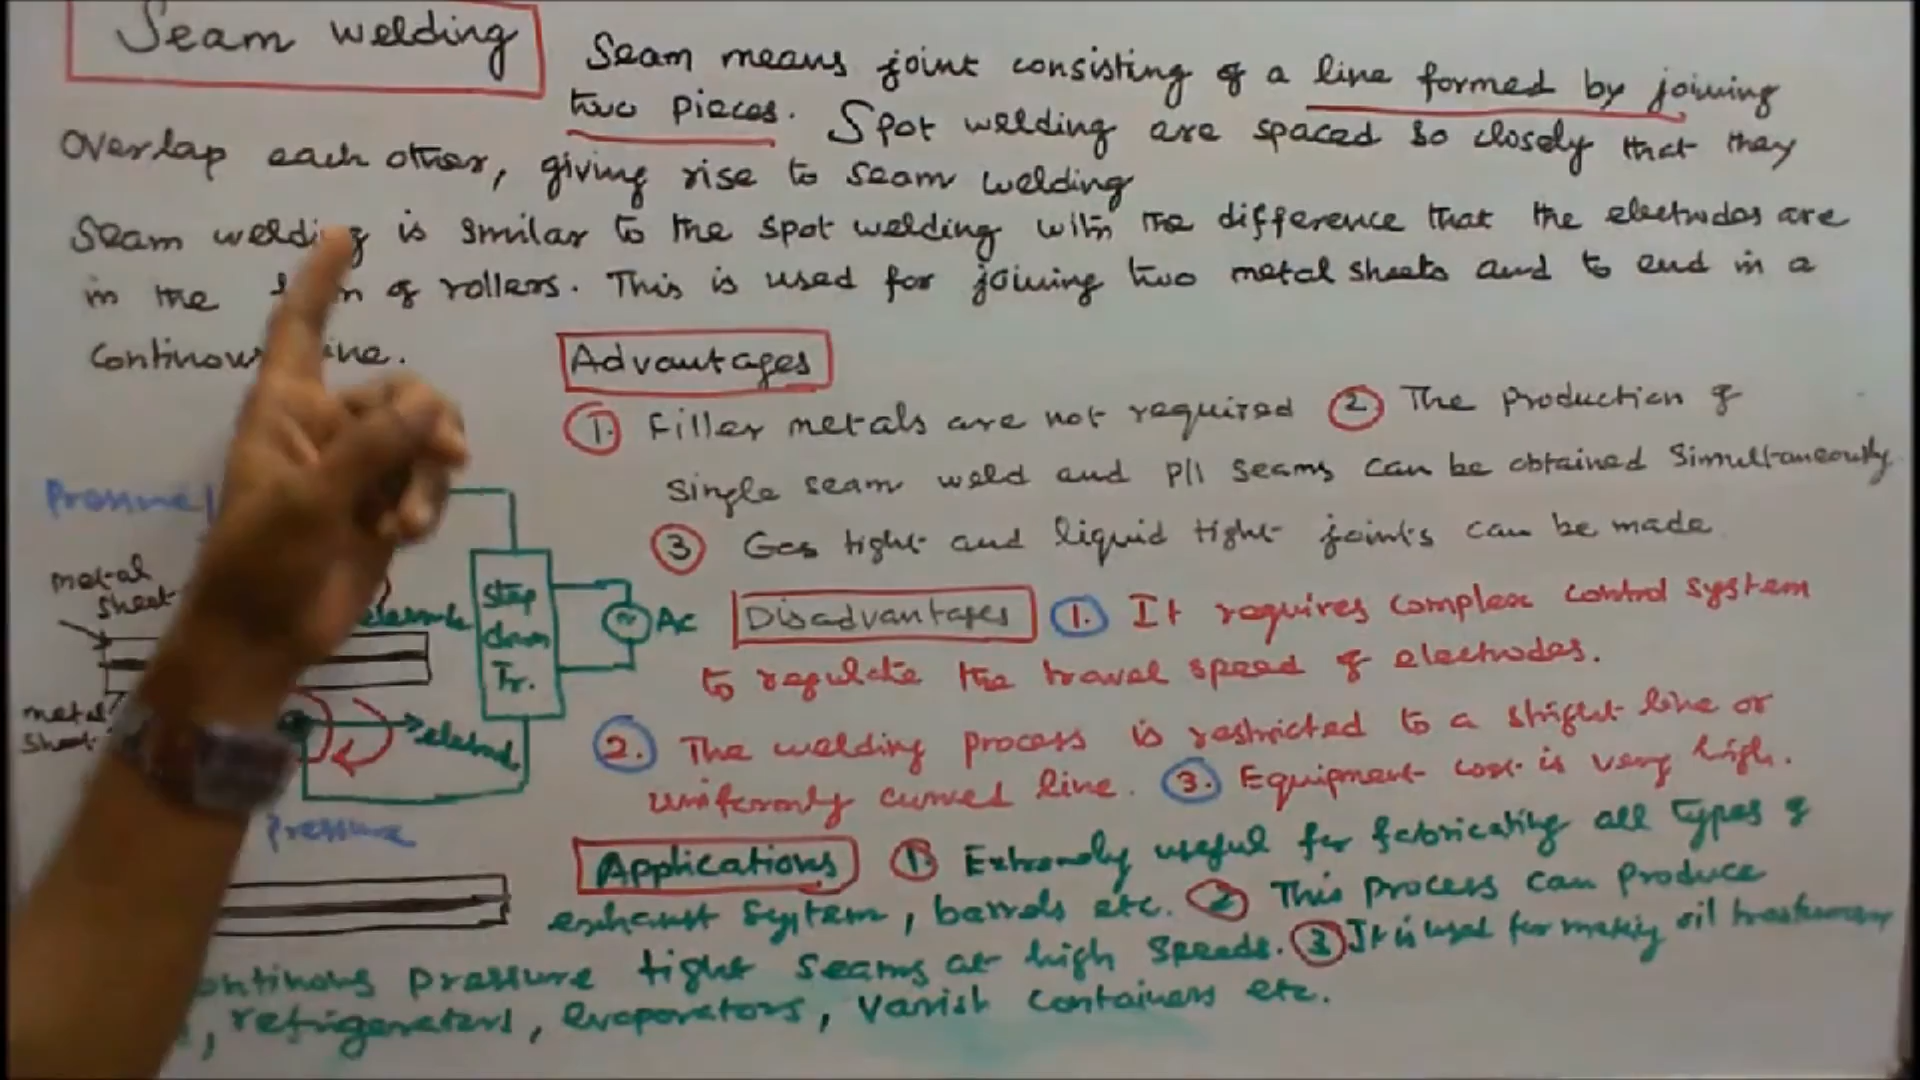 Seam welding
Seam means joint consisting of a line formed by joining
two pieces. Spot welding are spaced so closely that they
overlap each other, giving rise to seam welding
Seam welding is similar to the spot welding with the difference that the electrodes are
in the of rollers. This is used for joining two metal sheets and to end in a
Continous line.
Advantages
1. Filler metals are not required 2 The production of
single seam weld and p/l seams can be obtained simultaneously
3 Gas tight and liquid tight joints can be made
Pressure
metal
sheet
electrode
Step
down
Tr.
AC
metal
sheet
electrod
Pressure
Disadvantages 1. It requires complex control system
to regulate the travel speed of electrodes.
2. The welding process is restricted to a stright line or
uniformly curved line. 3. Equipment cost is very high.
Applications 1. Extremely useful for fabricating all types of
exhaust system, barrels etc. 2 This process can produce
continous pressure tight seams at high speeds. 3 It is used for making oil
, refrigerators, evaporators, Vanish containers etc.